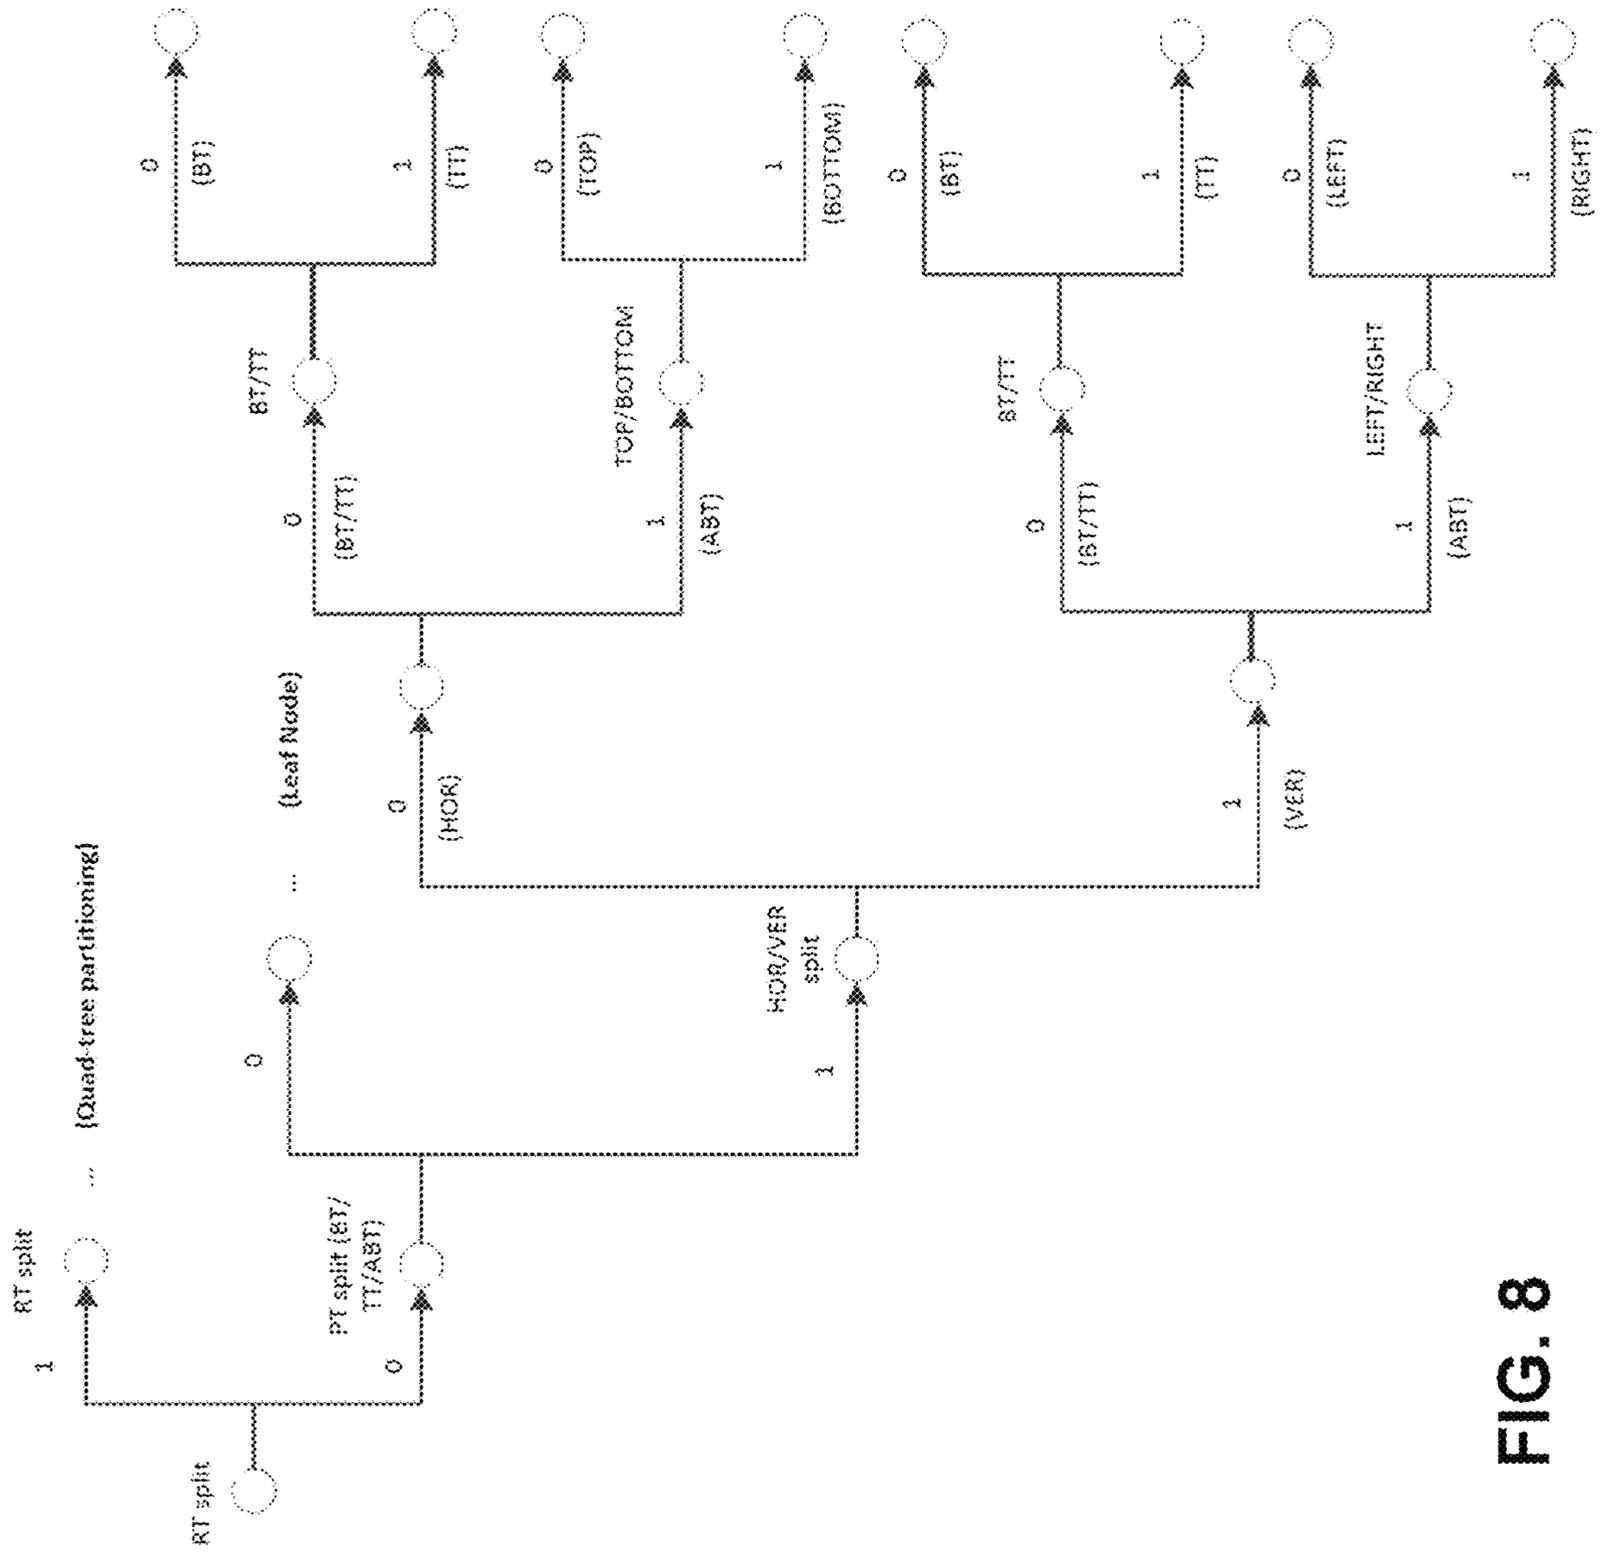 RT split
1
RT split
... (Quad-tree partitioning)
0
PT split (BT/
TT/ABT)
0
... (Leaf Node)
1
HOR/VER
split
0
(HOR)
0
(BT/TT)
BT/TT
0
(BT)
1
(TT)
1
(ABT)
TOP/BOTTOM
0
(TOP)
1
(BOTTOM)
1
(VER)
0
(BT/TT)
BT/TT
0
(BT)
1
(TT)
1
(ABT)
LEFT/RIGHT
0
(LEFT)
1
(RIGHT)
FIG. 8